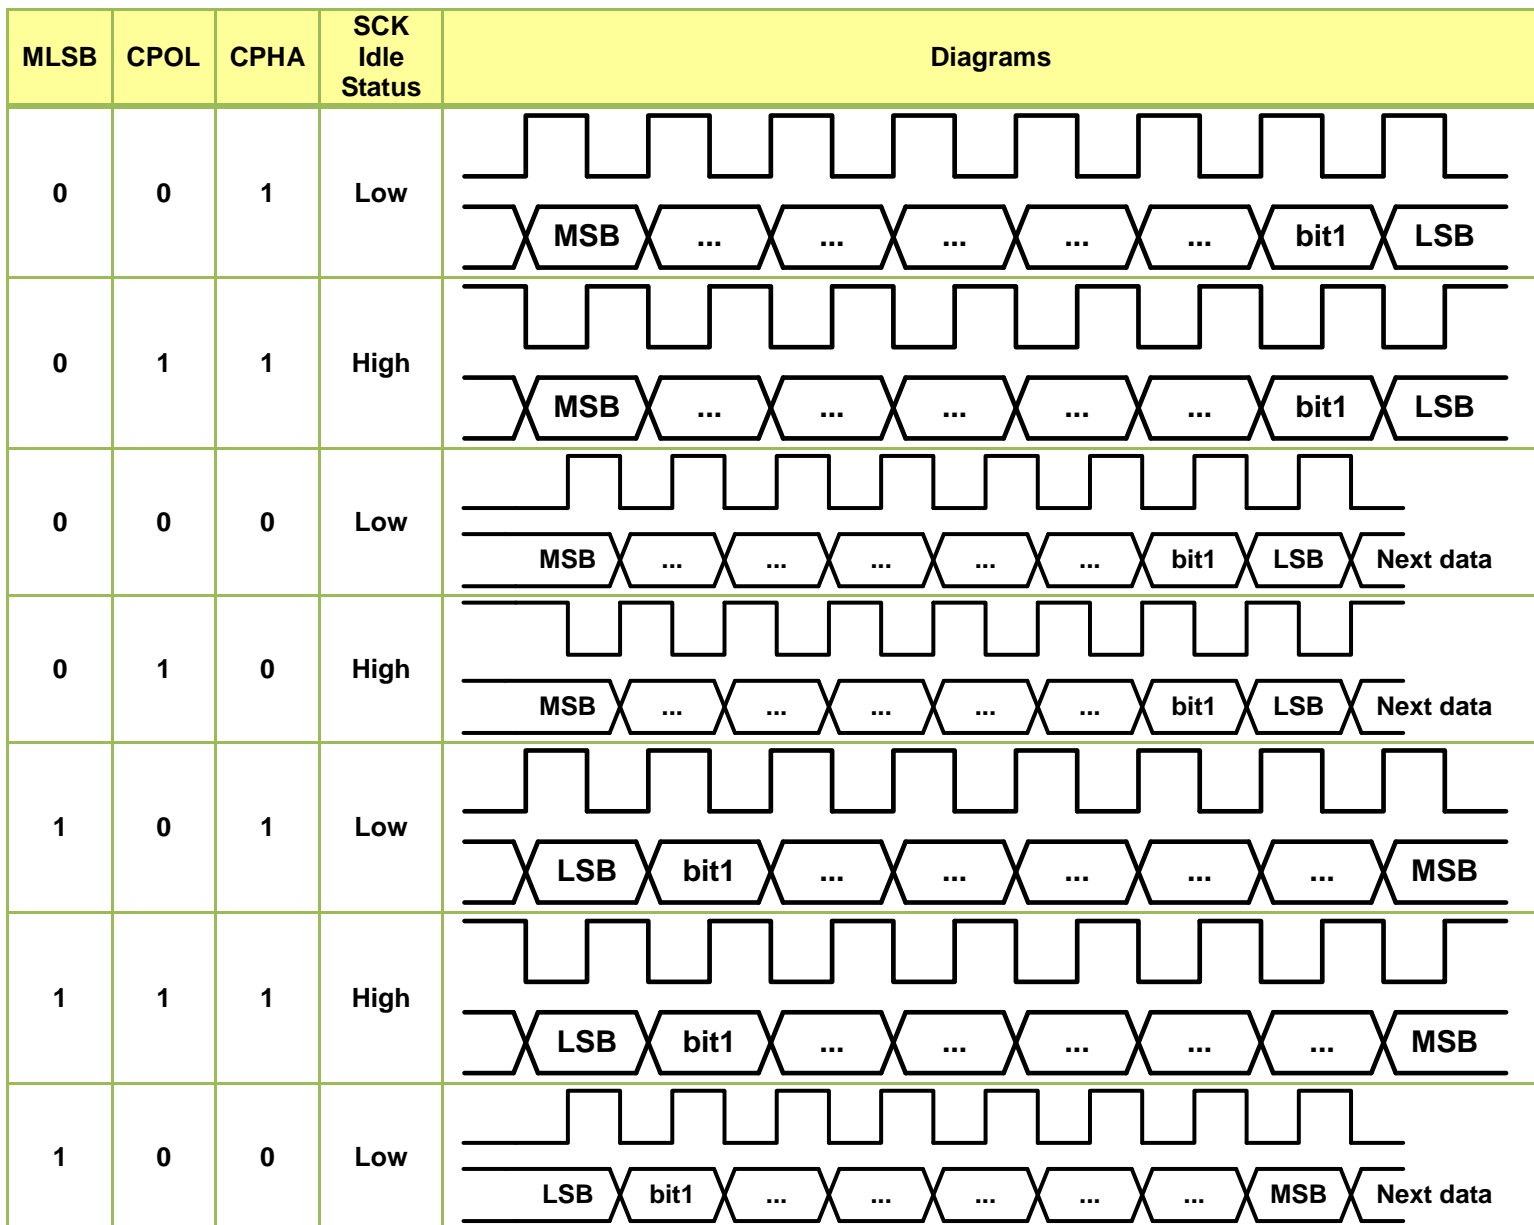 MLSB CPOL CPHA SCK Idle Status Diagrams
0 0 1 Low
MSB ... ... ... ... ... bit1 LSB
0 1 1 High
MSB ... ... ... ... ... bit1 LSB
0 0 0 Low
MSB ... ... ... ... ... bit1 LSB Next data
0 1 0 High
MSB ... ... ... ... ... bit1 LSB Next data
1 0 1 Low
LSB bit1 ... ... ... ... ... MSB
1 1 1 High
LSB bit1 ... ... ... ... ... MSB
1 0 0 Low
LSB bit1 ... ... ... ... ... MSB Next data